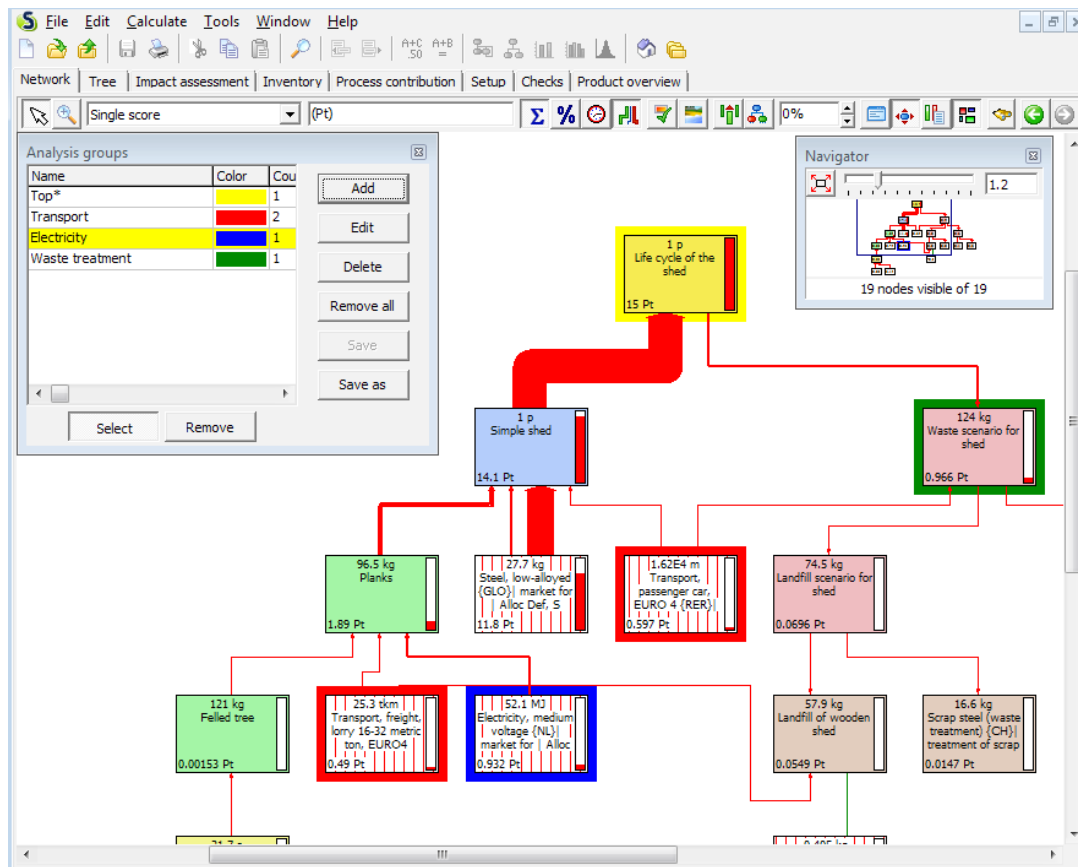 File Edit Calculate Tools Window Help
A+C
.50
A+B
=
Network Tree Impact assessment Inventory Process contribution Setup Checks Product overview
Single score (Pt) Σ % 0%
Analysis groups
Name Color Cou
Top* 1
Transport 2
Electricity 1
Waste treatment 1
Add
Edit
Delete
Remove all
Save
Save as
Select Remove
Navigator
1.2
19 nodes visible of 19
1 p
Life cycle of the
shed
15 Pt
1 p
Simple shed
14.1 Pt
124 kg
Waste scenario for
shed
0.966 Pt
96.5 kg
Planks
1.89 Pt
27.7 kg
Steel, low-alloyed
{GLO}| market for
| Alloc Def, S
11.8 Pt
1.62E4 m
Transport,
passenger car,
EURO 4 {RER}|
0.597 Pt
74.5 kg
Landfill scenario for
shed
0.0696 Pt
121 kg
Felled tree
0.00153 Pt
25.3 tkm
Transport, freight,
lorry 16-32 metric
ton, EURO4
0.49 Pt
52.1 MJ
Electricity, medium
voltage {NL}|
market for | Alloc
0.932 Pt
57.9 kg
Landfill of wooden
shed
0.0549 Pt
16.6 kg
Scrap steel (waste
treatment) {CH}|
treatment of scrap
0.0147 Pt